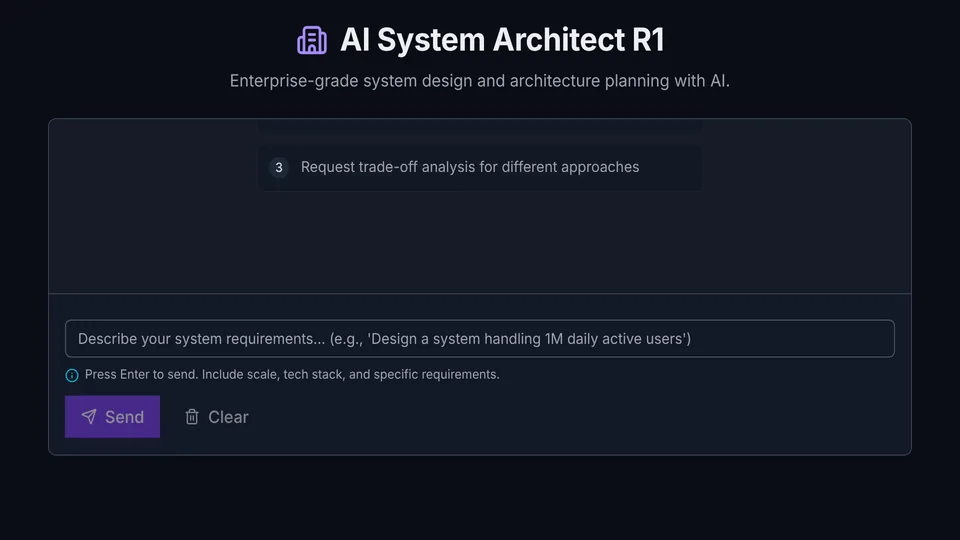 AI System Architect R1
Enterprise-grade system design and architecture planning with AI.
3 Request trade-off analysis for different approaches
Describe your system requirements... (e.g., 'Design a system handling 1M daily active users')
Press Enter to send. Include scale, tech stack, and specific requirements.
Send Clear